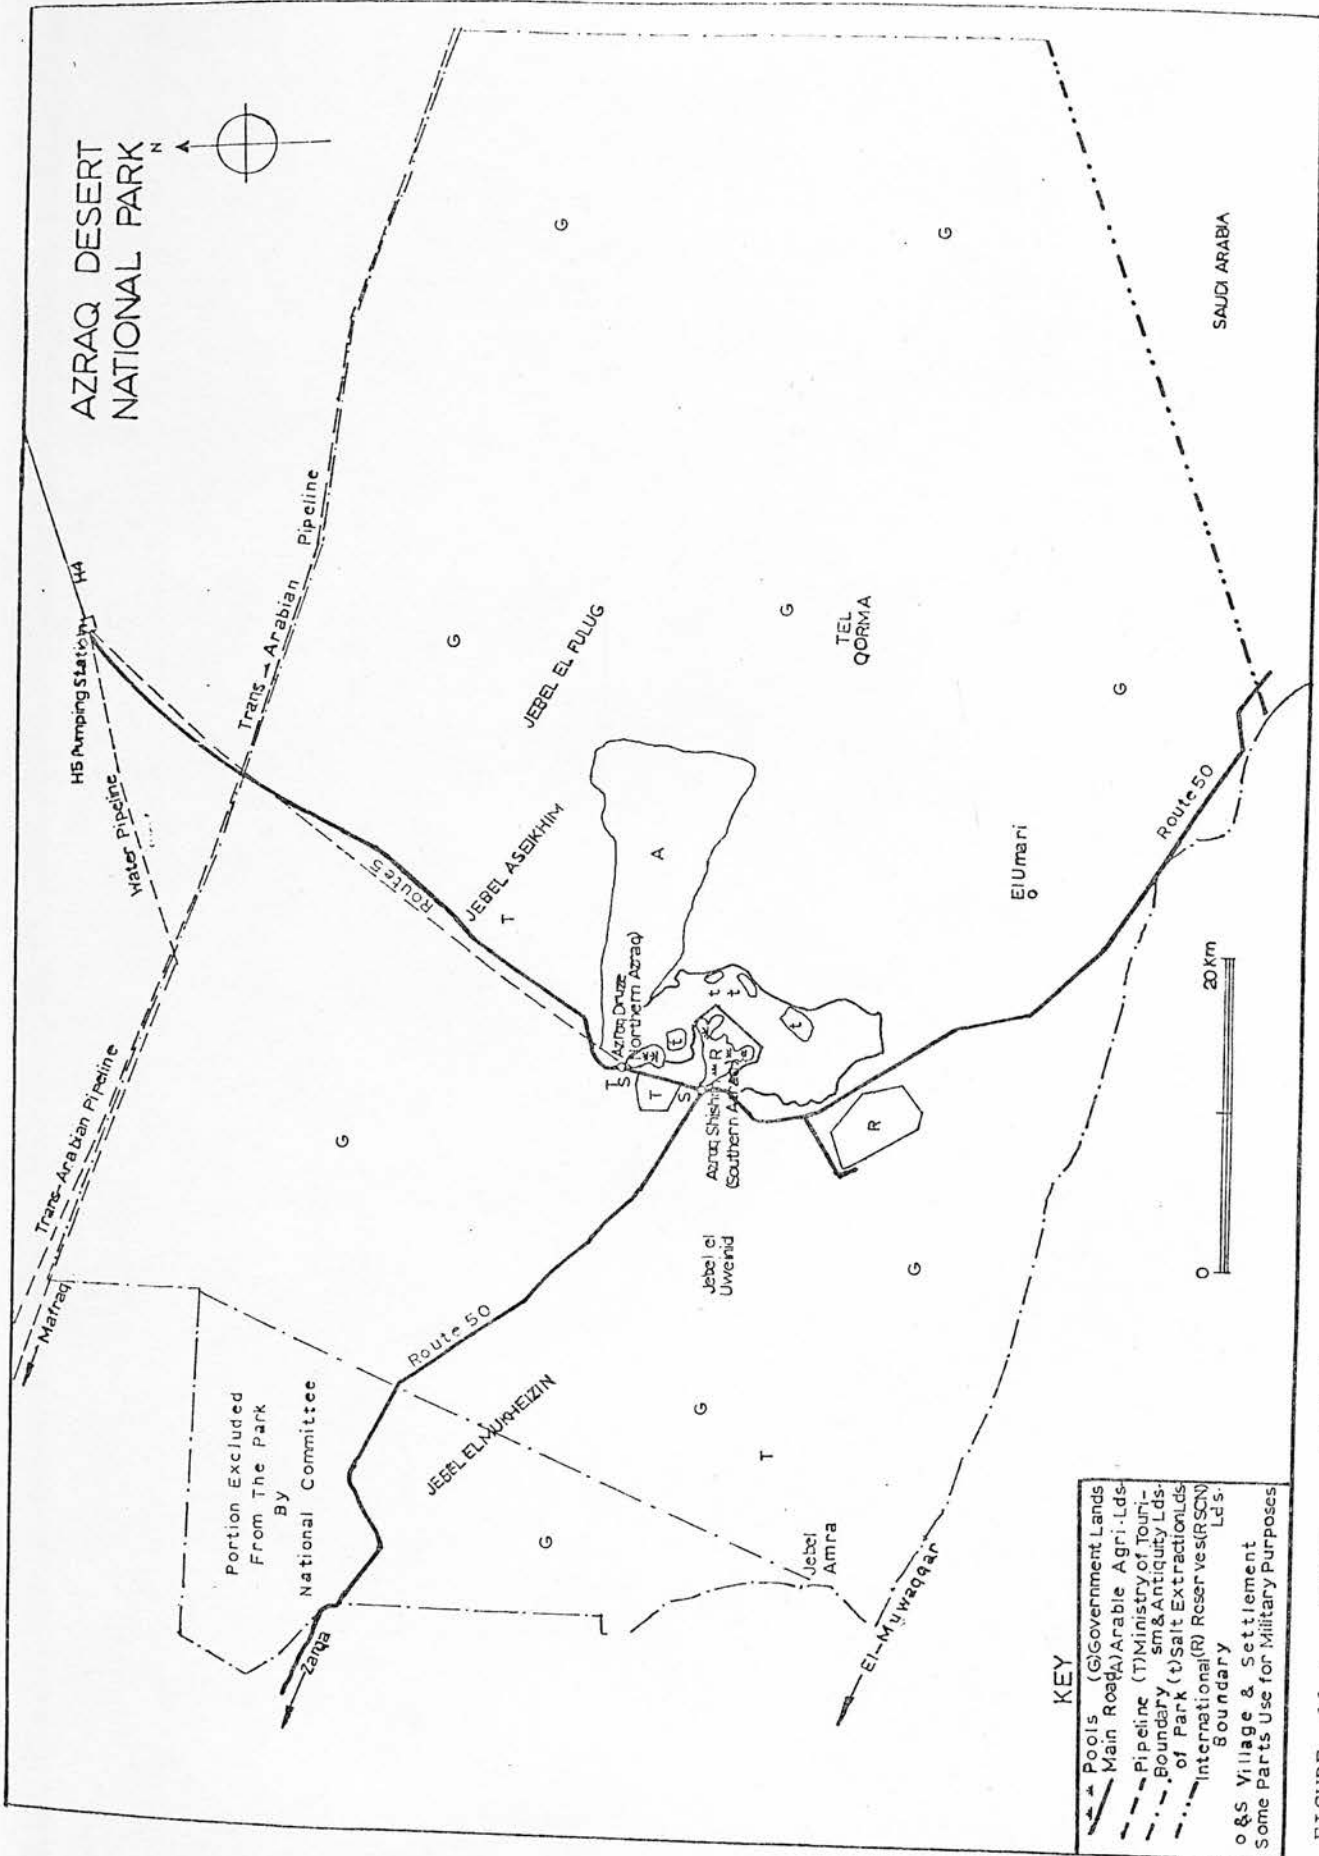 AZRAQ DESERT
NATIONAL PARK
N
H5 Pumping Station
H4
Water Pipeline
Trans-Arabian Pipeline
Trans-Arabian Pipeline
Mafraq
Route 5
JEBEL ASEIKHIM
JEBEL EL FULUG
TEL
QORMA
Portion Excluded
From The Park
By
National Committee
Zarqa
Route 50
JEBEL EL MUKHEIZIN
Jebel el
Uweinid
Jebel
Amra
El-Muwaqqar
Azraq Druze
(Northern Azraq)
Azraq Shishan
(Southern Azraq)
El Umari
Route 50
SAUDI ARABIA
G
G
G
G
G
G
G
G
G
T
T
T
T
S
S
A
R
R
t
t
t
t
0
20 Km
KEY
Pools (G)Government Lands
Main Road(A)Arable Agri.Lds.
Pipeline (T)Ministry of Touri-
Boundary sm&Antiquity Lds.
of Park (t)Salt Extraction Lds.
International(R) Reserves(RSCN)
Boundary Lds.
o &S Village & Settlement
Some Parts Use for Military Purposes